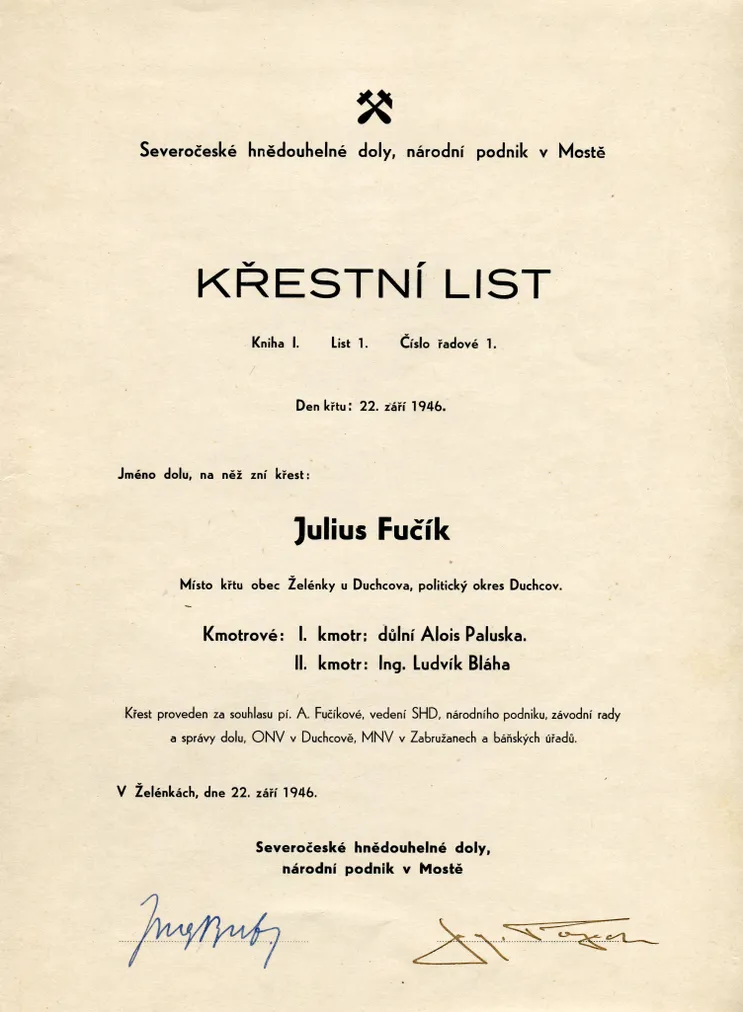 Severočeské hnědouhelné doly, národní podnik v Mostě
KŘESTNÍ LIST
Kniha I. List 1. Číslo řadové 1.
Den křtu: 22. září 1946.
Jméno dolu, na něž zní křest:
Julius Fučík
Místo křtu obec Želénky u Duchcova, politický okres Duchcov.
Kmotrové: I. kmotr: důlní Alois Paluska.
II. kmotr: Ing. Ludvík Bláha
Křest proveden za souhlasu pí. A. Fučíkové, vedení SHD, národního podniku, závodní rady
a správy dolu, ONV v Duchcově, MNV v Zabružanech a báňských úřadů.
V Želénkách, dne 22. září 1946.
Severočeské hnědouhelné doly,
národní podnik v Mostě